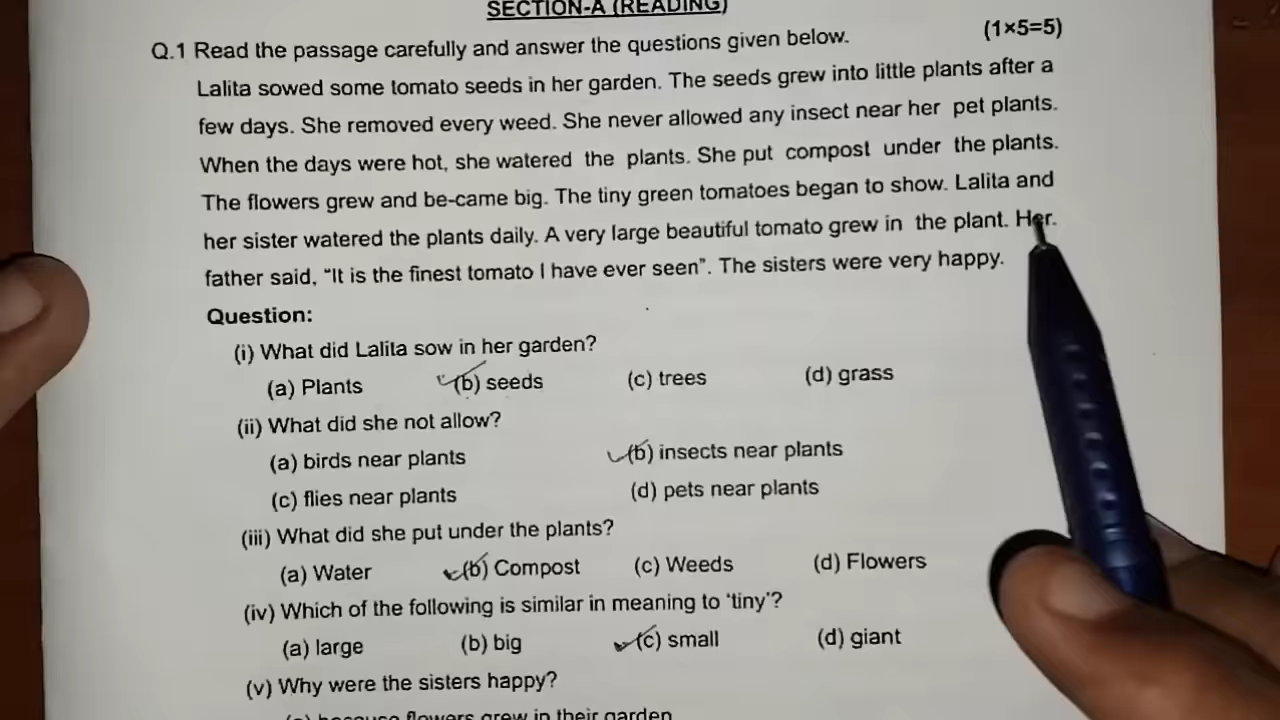 SECTION-A (READING)
Q.1 Read the passage carefully and answer the questions given below. (1×5=5)
Lalita sowed some tomato seeds in her garden. The seeds grew into little plants after a
few days. She removed every weed. She never allowed any insect near her pet plants.
When the days were hot, she watered the plants. She put compost under the plants.
The flowers grew and be-came big. The tiny green tomatoes began to show. Lalita and
her sister watered the plants daily. A very large beautiful tomato grew in the plant. Her.
father said, “It is the finest tomato I have ever seen”. The sisters were very happy.
Question:
(i) What did Lalita sow in her garden?
(a) Plants (b) seeds (c) trees (d) grass
(ii) What did she not allow?
(a) birds near plants (b) insects near plants
(c) flies near plants (d) pets near plants
(iii) What did she put under the plants?
(a) Water (b) Compost (c) Weeds (d) Flowers
(iv) Which of the following is similar in meaning to ‘tiny’?
(a) large (b) big (c) small (d) giant
(v) Why were the sisters happy?
(a) because flowers grew in their garden